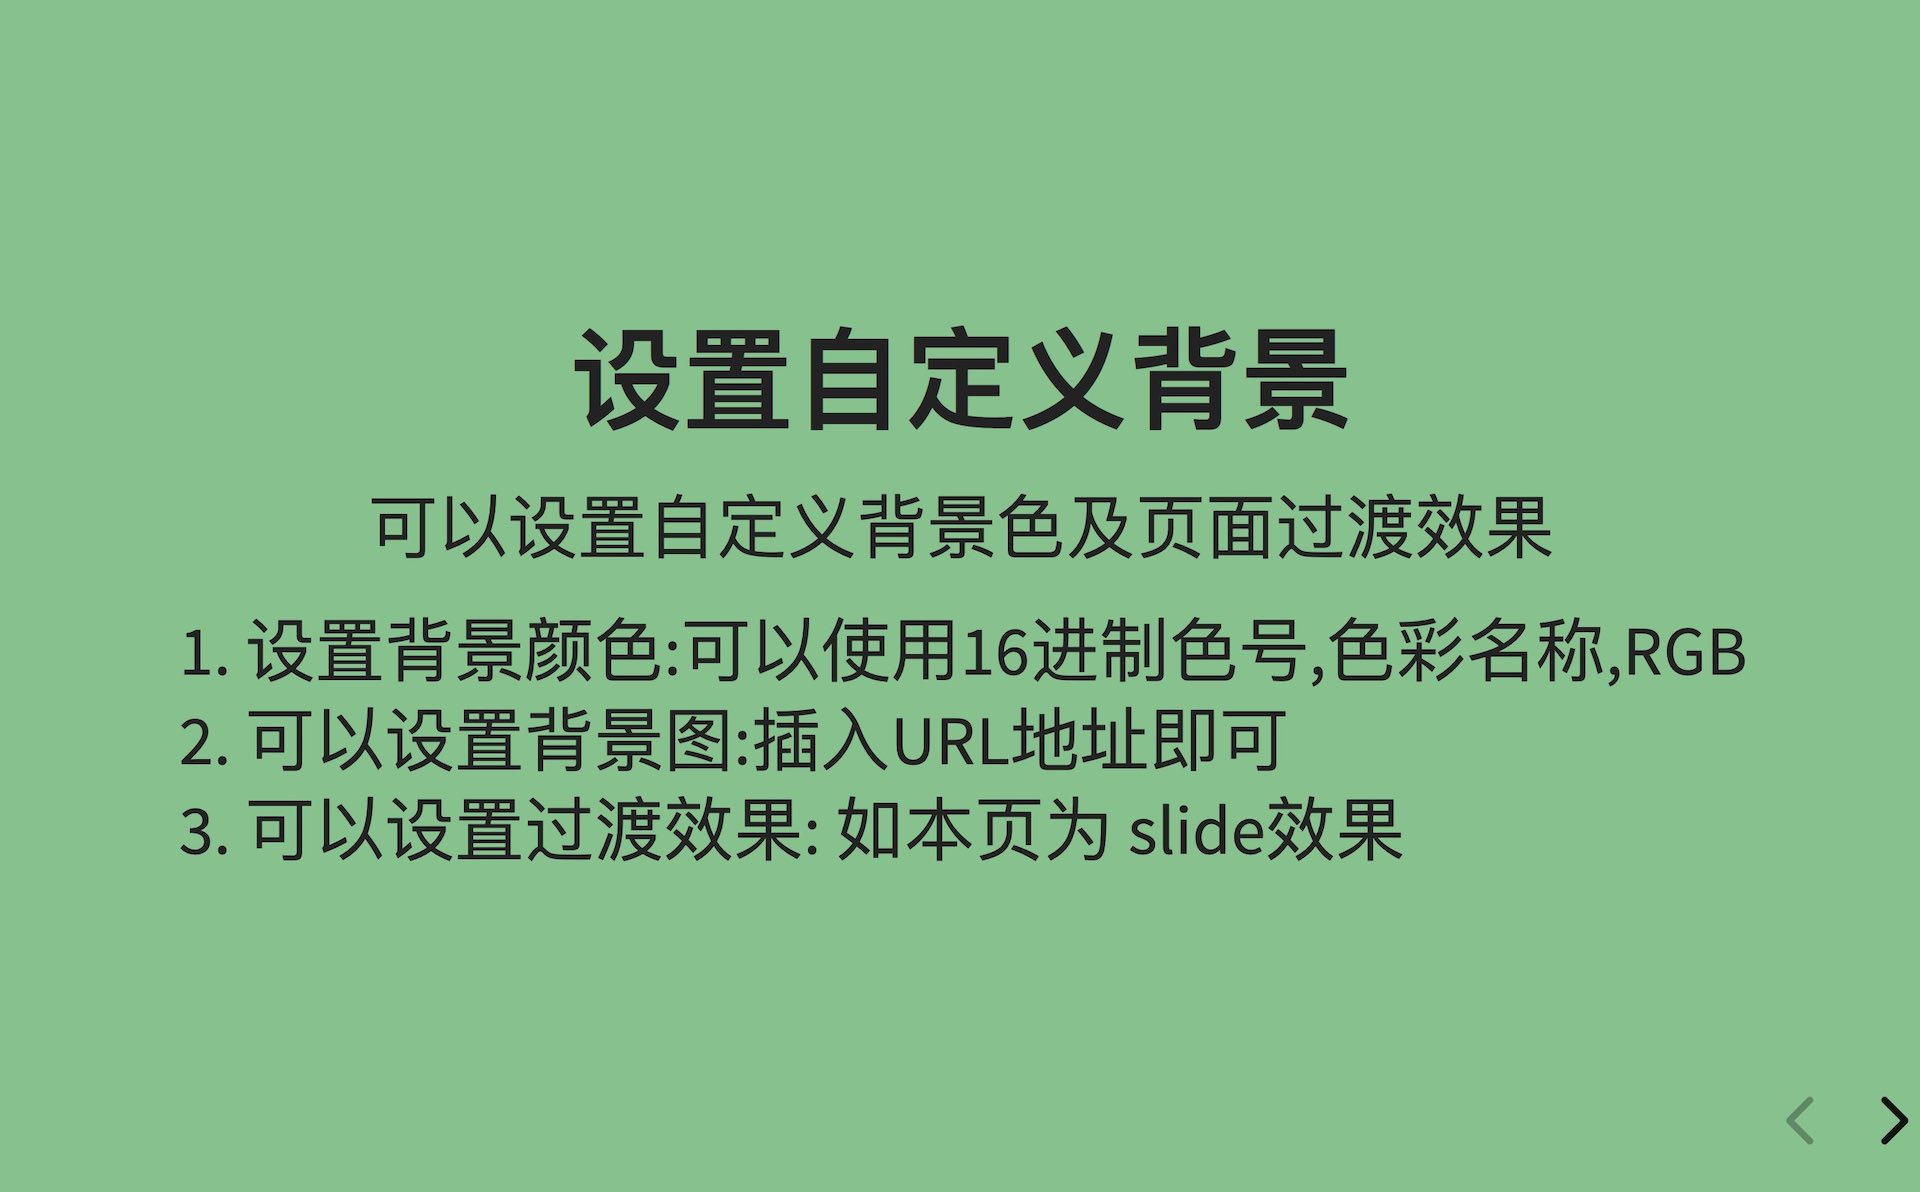 设置自定义背景
可以设置自定义背景色及页面过渡效果
1. 设置背景颜色:可以使用16进制色号,色彩名称,RGB
2. 可以设置背景图:插入URL地址即可
3. 可以设置过渡效果: 如本页为 slide效果